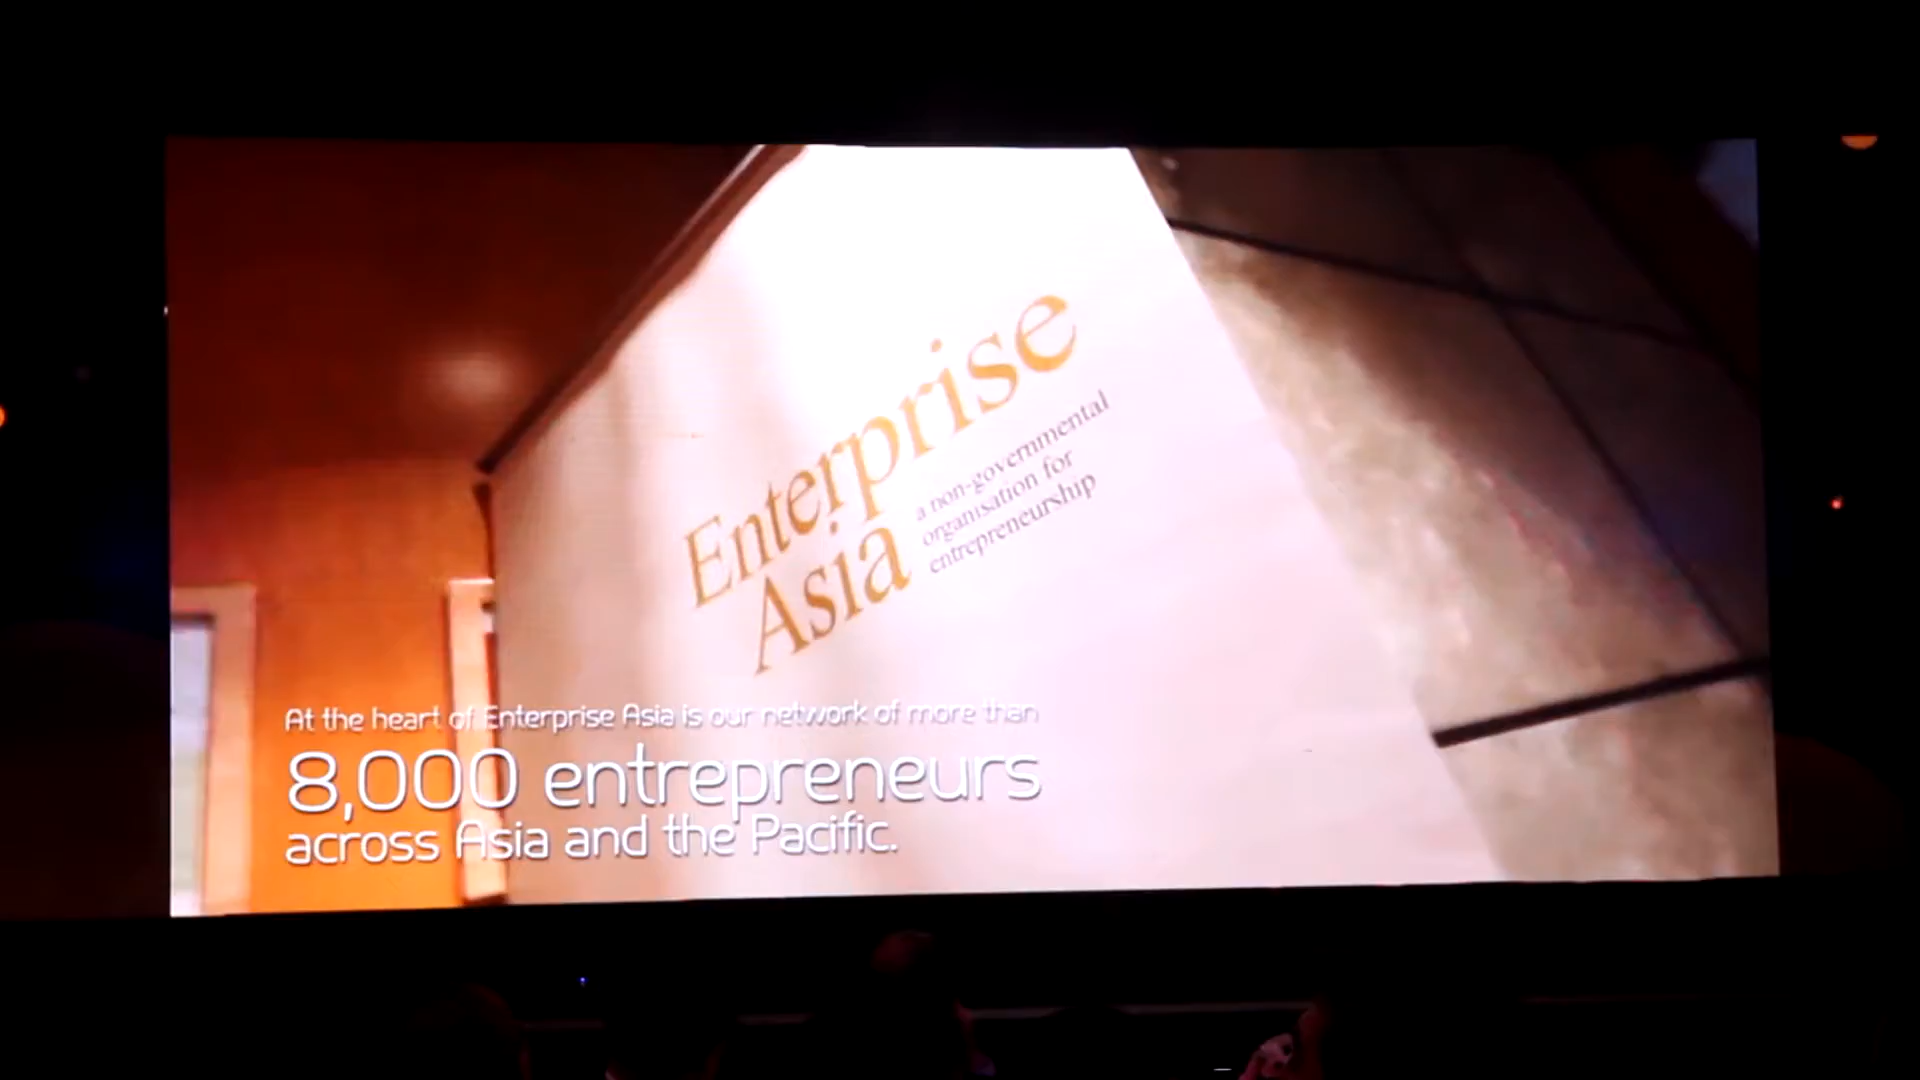 Enterprise
Asia
a non-governmental
organisation for
entrepreneurship
At the heart of Enterprise Asia is our network of more than
8,000 entrepreneurs
across Asia and the Pacific.